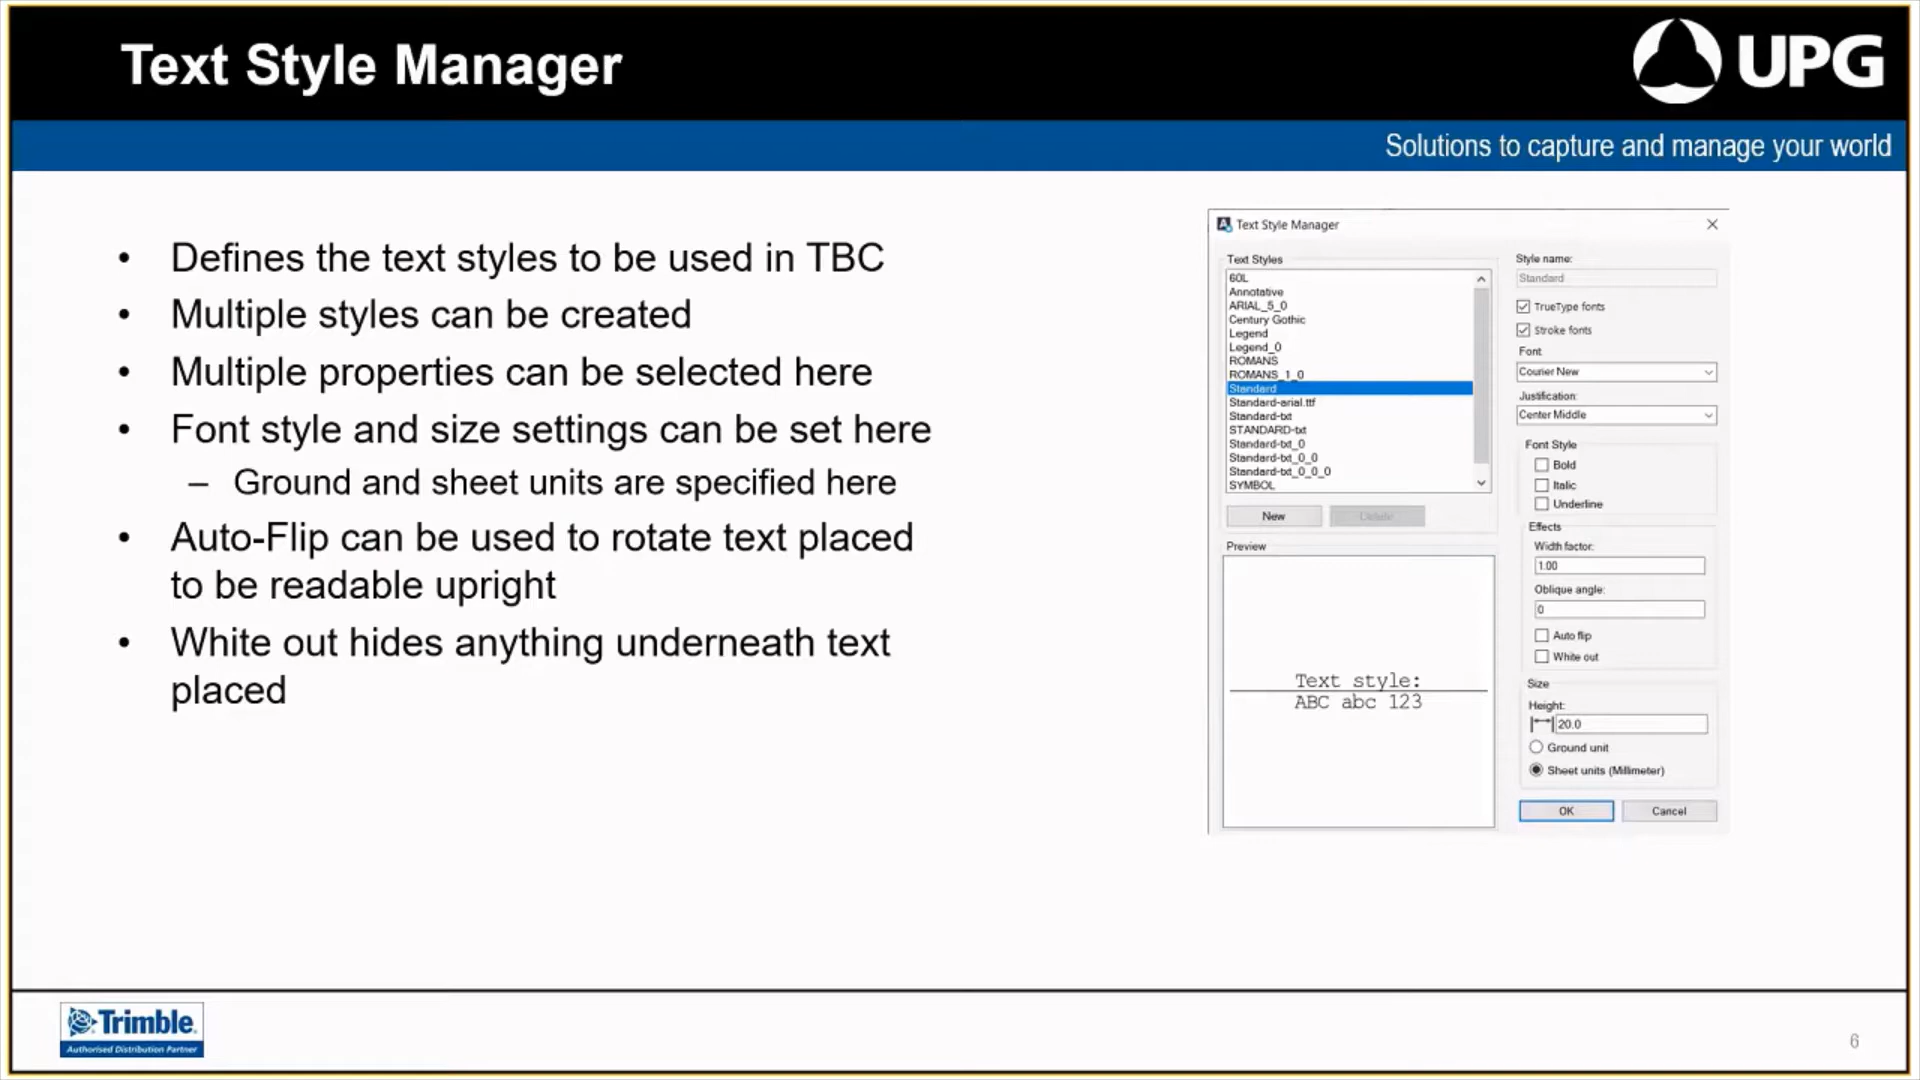 Text Style Manager
UPG
Solutions to capture and manage your world
• Defines the text styles to be used in TBC
• Multiple styles can be created
• Multiple properties can be selected here
• Font style and size settings can be set here
– Ground and sheet units are specified here
• Auto-Flip can be used to rotate text placed
to be readable upright
• White out hides anything underneath text
placed
Text Style Manager
Text Styles
60L
Annotative
ARIAL_5_0
Century Gothic
Legend
Legend_0
ROMANS
ROMANS_1_0
Standard
Standard-arial.ttf
Standard-txt
STANDARD-txt
Standard-txt_0
Standard-txt_0_0
Standard-txt_0_0_0
SYMBOL
New
Delete
Preview
Text style:
ABC abc 123
Style name:
Standard
TrueType fonts
Stroke fonts
Font:
Courier New
Justification:
Center Middle
Font Style
Bold
Italic
Underline
Effects
Width factor:
1.00
Oblique angle:
0
Auto flip
White out
Size
Height:
20.0
Ground unit
Sheet units (Millimeter)
OK
Cancel
Trimble
Authorised Distribution Partner
6